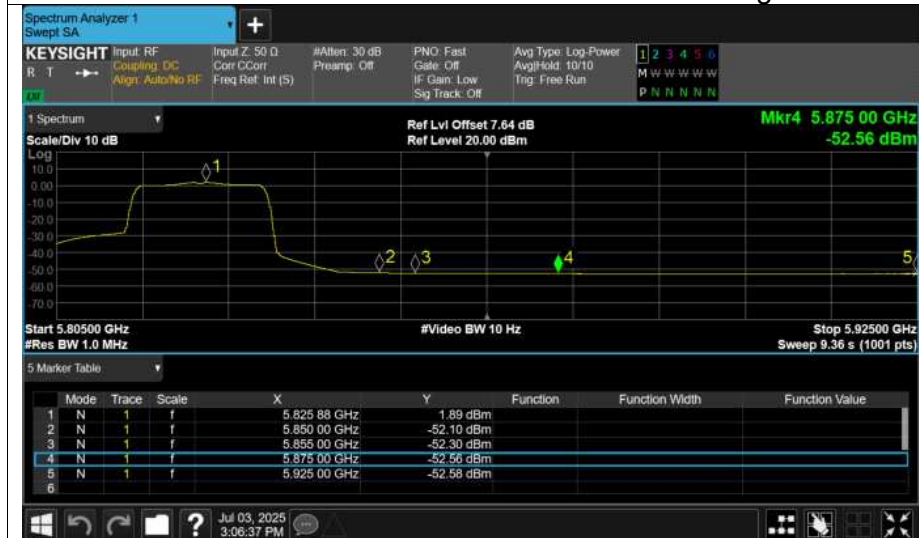 Spectrum Analyzer 1
Swept SA
+
KEYSIGHT
R T
Input: RF
Coupling: DC
Align: Auto/No RF
Input Z: 50 Ω
Corr CCorr
Freq Ref: Int (S)
#Atten: 30 dB
Preamp: Off
PNO: Fast
Gate: Off
IF Gain: Low
Sig Track: Off
Avg Type: Log-Power
Avg|Hold: 10/10
Trig: Free Run
1 2 3 4 5 6
M W W W W W
P N N N N N
1 Spectrum
Scale/Div 10 dB
Ref Lvl Offset 7.64 dB
Ref Level 20.00 dBm
Mkr4 5.875 00 GHz
-52.56 dBm
Log
10.0
0.00
-10.0
-20.0
-30.0
-40.0
-50.0
-60.0
-70.0
1
2
3
4
5
Start 5.80500 GHz
#Res BW 1.0 MHz
#Video BW 10 Hz
Stop 5.92500 GHz
Sweep 9.36 s (1001 pts)
5 Marker Table
Mode Trace Scale X Y Function Function Width Function Value
1 N 1 f 5.825 88 GHz 1.89 dBm
2 N 1 f 5.850 00 GHz -52.10 dBm
3 N 1 f 5.855 00 GHz -52.30 dBm
4 N 1 f 5.875 00 GHz -52.56 dBm
5 N 1 f 5.925 00 GHz -52.58 dBm
6
?
Jul 03, 2025
3:06:37 PM